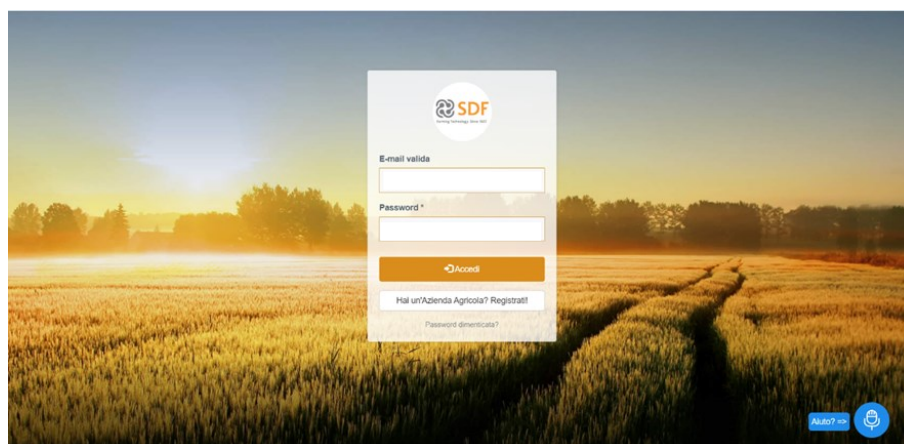 SDF
E-mail valida
Password *
Accedi
Hai un'Azienda Agricola? Registrati!
Password dimenticata?
Aiuto? =>